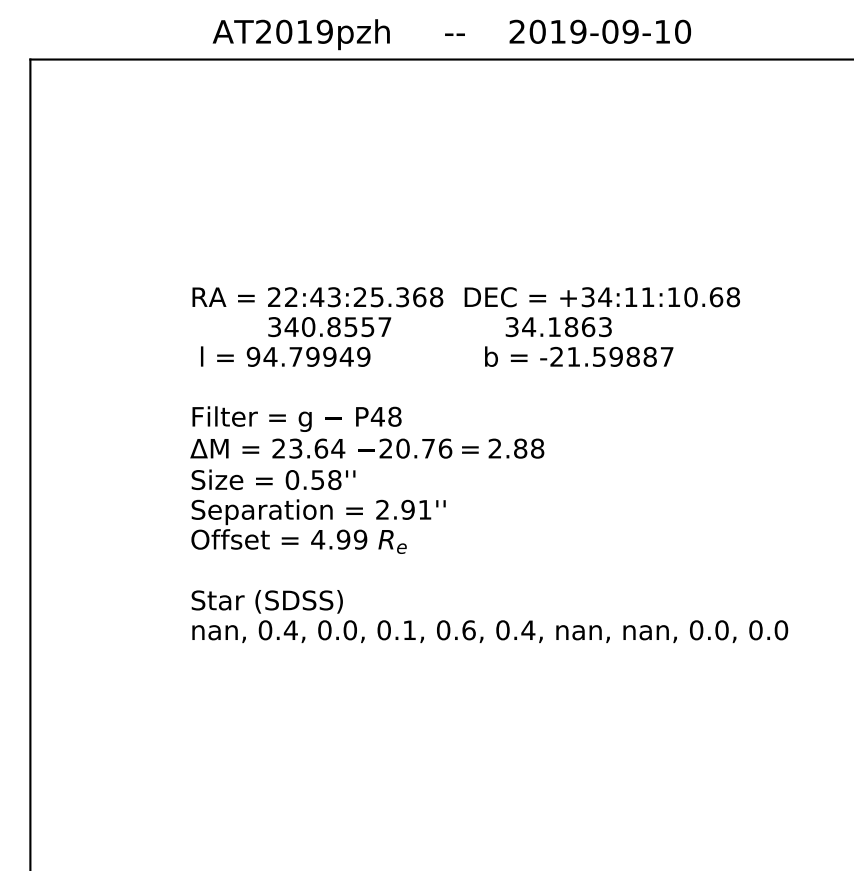 AT2019pzh -- 2019-09-10
RA = 22:43:25.368 DEC = +34:11:10.68
340.8557 34.1863
l = 94.79949 b = -21.59887
Filter = g − P48
ΔM = 23.64 −20.76 = 2.88
Size = 0.58''
Separation = 2.91''
Offset = 4.99 Re
Star (SDSS)
nan, 0.4, 0.0, 0.1, 0.6, 0.4, nan, nan, 0.0, 0.0